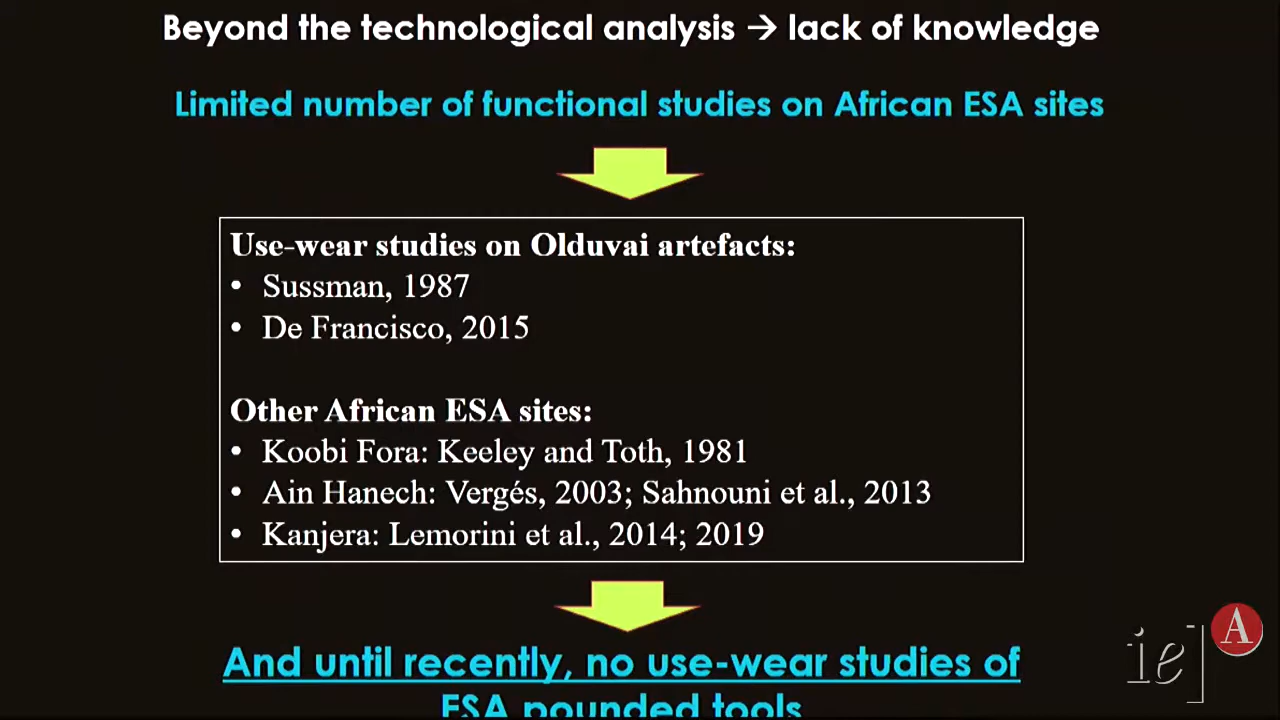 Beyond the technological analysis → lack of knowledge
Limited number of functional studies on African ESA sites
Use-wear studies on Olduvai artefacts:
• Sussman, 1987
• De Francisco, 2015
Other African ESA sites:
• Koobi Fora: Keeley and Toth, 1981
• Ain Hanech: Vergés, 2003; Sahnouni et al., 2013
• Kanjera: Lemorini et al., 2014; 2019
And until recently, no use-wear studies of
ESA pounded tools
ie] A